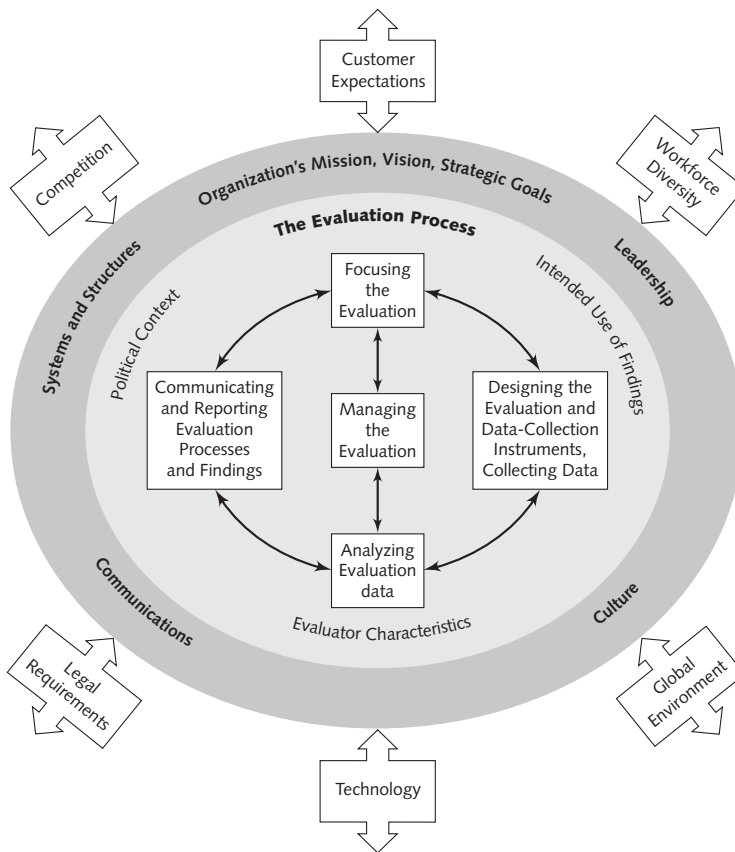 Customer
Expectations
Competition
Workforce
Diversity
Organization's Mission, Vision, Strategic Goals
The Evaluation Process
Systems and Structures
Leadership
Political Context
Intended Use of Findings
Focusing
the
Evaluation
Communicating
and Reporting
Evaluation
Processes
and Findings
Managing
the
Evaluation
Designing the
Evaluation and
Data-Collection
Instruments,
Collecting Data
Analyzing
Evaluation
data
Evaluator Characteristics
Communications
Culture
Legal
Requirements
Global
Environment
Technology